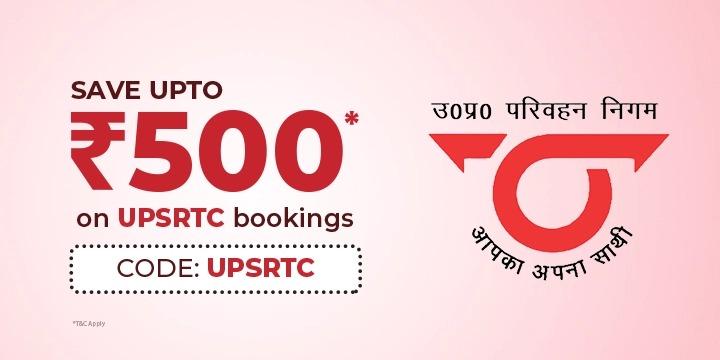 SAVE UPTO
₹500*
on UPSRTC bookings
CODE: UPSRTC
*T&C Apply
उ0प्र0 परिवहन निगम
आपका अपना साथी